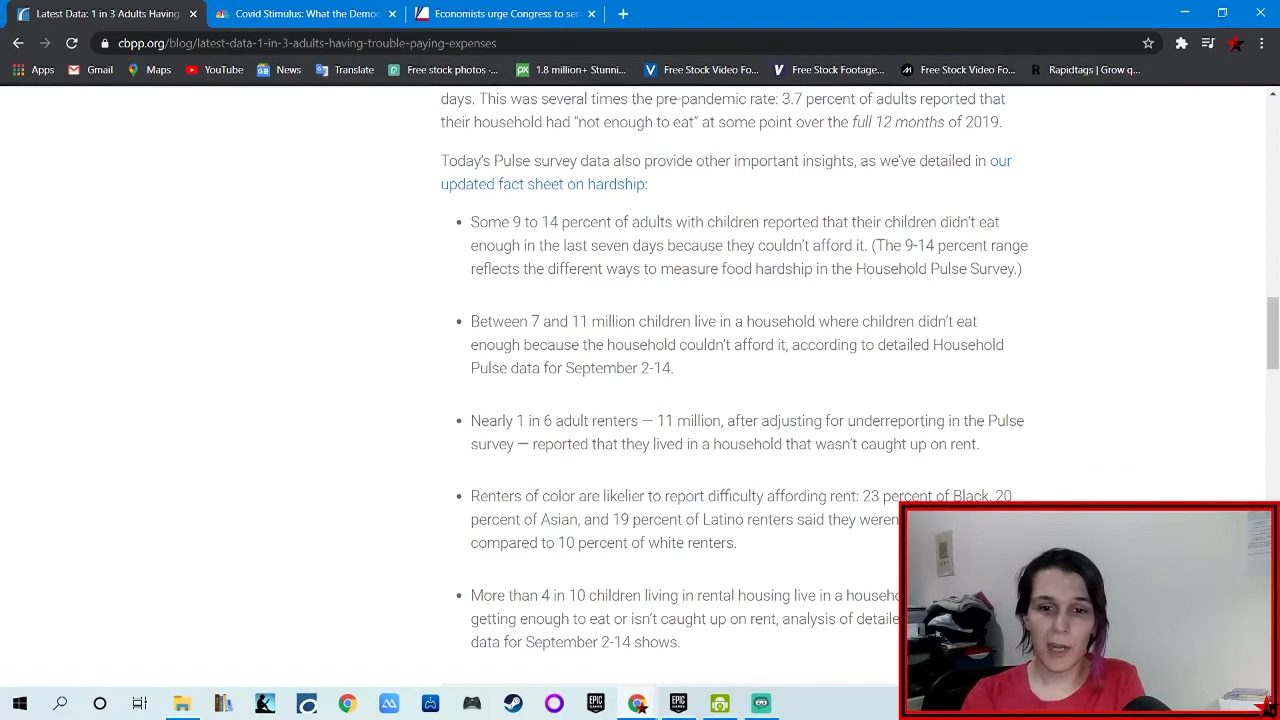 Latest Data: 1 in 3 Adults Having
Covid Stimulus: What the Democ
Economists urge Congress to sen
cbpp.org/blog/latest-data-1-in-3-adults-having-trouble-paying-expenses
Apps
Gmail
Maps
YouTube
News
Translate
Free stock photos -...
1.8 million+ Stunni...
Free Stock Video Fo...
Free Stock Footage...
Free Stock Video Fo...
Rapidtags | Grow q...
days. This was several times the pre-pandemic rate: 3.7 percent of adults reported that
their household had "not enough to eat" at some point over the full 12 months of 2019.
Today's Pulse survey data also provide other important insights, as we've detailed in our
updated fact sheet on hardship:
• Some 9 to 14 percent of adults with children reported that their children didn't eat
enough in the last seven days because they couldn't afford it. (The 9-14 percent range
reflects the different ways to measure food hardship in the Household Pulse Survey.)
• Between 7 and 11 million children live in a household where children didn't eat
enough because the household couldn't afford it, according to detailed Household
Pulse data for September 2-14.
• Nearly 1 in 6 adult renters — 11 million, after adjusting for underreporting in the Pulse
survey — reported that they lived in a household that wasn't caught up on rent.
• Renters of color are likelier to report difficulty affording rent: 23 percent of Black, 20
percent of Asian, and 19 percent of Latino renters said they weren
compared to 10 percent of white renters.
• More than 4 in 10 children living in rental housing live in a househo
getting enough to eat or isn't caught up on rent, analysis of detaile
data for September 2-14 shows.